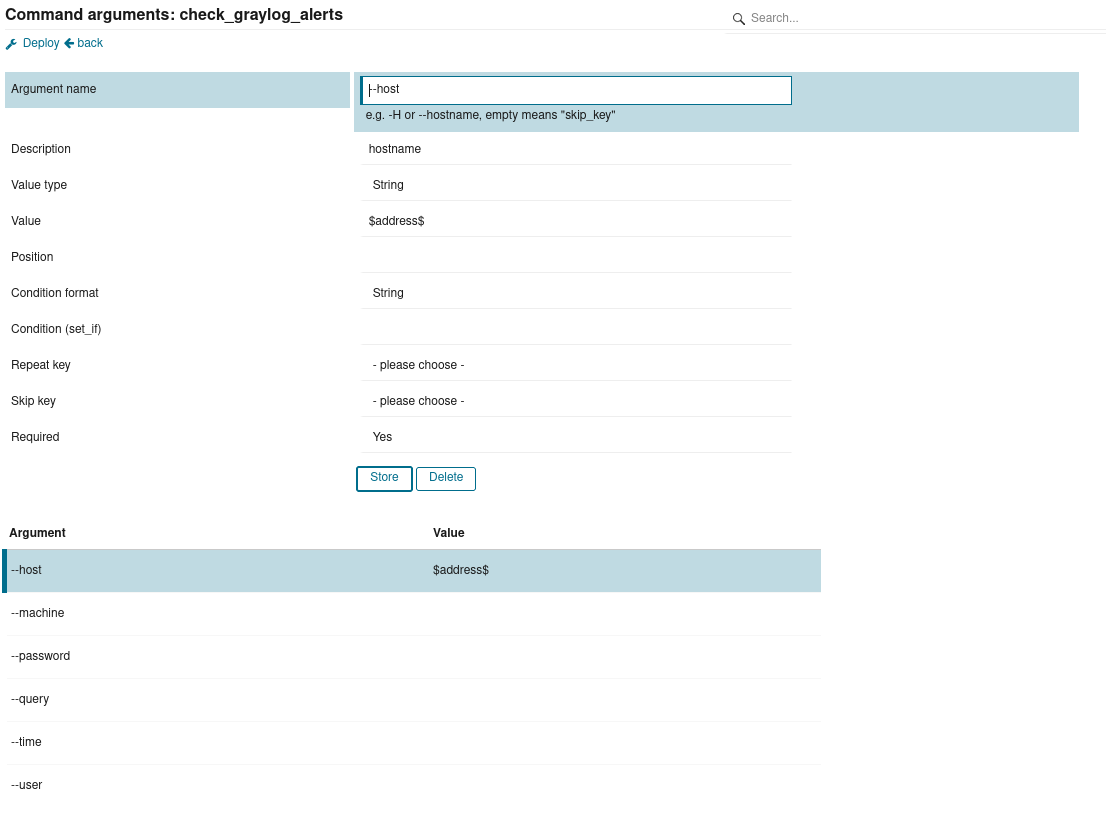 Command arguments: check_graylog_alerts
Search...
Deploy back
Argument name --host
e.g. -H or --hostname, empty means "skip_key"
Description hostname
Value type String
Value $address$
Position
Condition format String
Condition (set_if)
Repeat key - please choose -
Skip key - please choose -
Required Yes
Store Delete
Argument Value
--host $address$
--machine
--password
--query
--time
--user